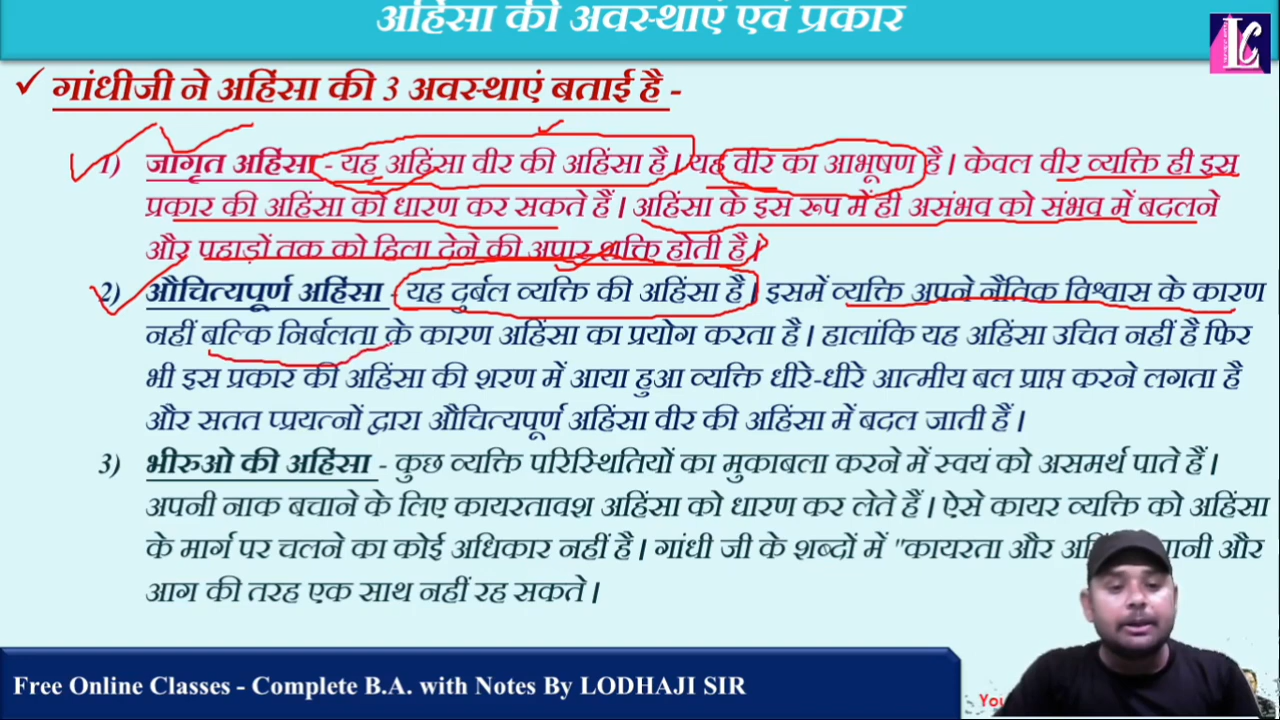 अहिंसा की अवस्थाएं एवं प्रकार
LC
गांधीजी ने अहिंसा की 3 अवस्थाएं बताई है -
1) जागृत अहिंसा - यह अहिंसा वीर की अहिंसा है। यह वीर का आभूषण है। केवल वीर व्यक्ति ही इस
प्रकार की अहिंसा को धारण कर सकते हैं। अहिंसा के इस रूप में ही असंभव को संभव में बदलने
और पहाड़ों तक को हिला देने की अपार शक्ति होती है।
2) औचित्यपूर्ण अहिंसा - यह दुर्बल व्यक्ति की अहिंसा है। इसमें व्यक्ति अपने नैतिक विश्वास के कारण
नहीं बल्कि निर्बलता के कारण अहिंसा का प्रयोग करता है। हालांकि यह अहिंसा उचित नहीं है फिर
भी इस प्रकार की अहिंसा की शरण में आया हुआ व्यक्ति धीरे-धीरे आत्मीय बल प्राप्त करने लगता है
और सतत प्प्रयत्नों द्वारा औचित्यपूर्ण अहिंसा वीर की अहिंसा में बदल जाती हैं।
3) भीरुओ की अहिंसा - कुछ व्यक्ति परिस्थितियों का मुकाबला करने में स्वयं को असमर्थ पाते हैं।
अपनी नाक बचाने के लिए कायरतावश अहिंसा को धारण कर लेते हैं। ऐसे कायर व्यक्ति को अहिंसा
के मार्ग पर चलने का कोई अधिकार नहीं है। गांधी जी के शब्दों में "कायरता और और
आग की तरह एक साथ नहीं रह सकते।
Free Online Classes - Complete B.A. with Notes By LODHAJI SIR